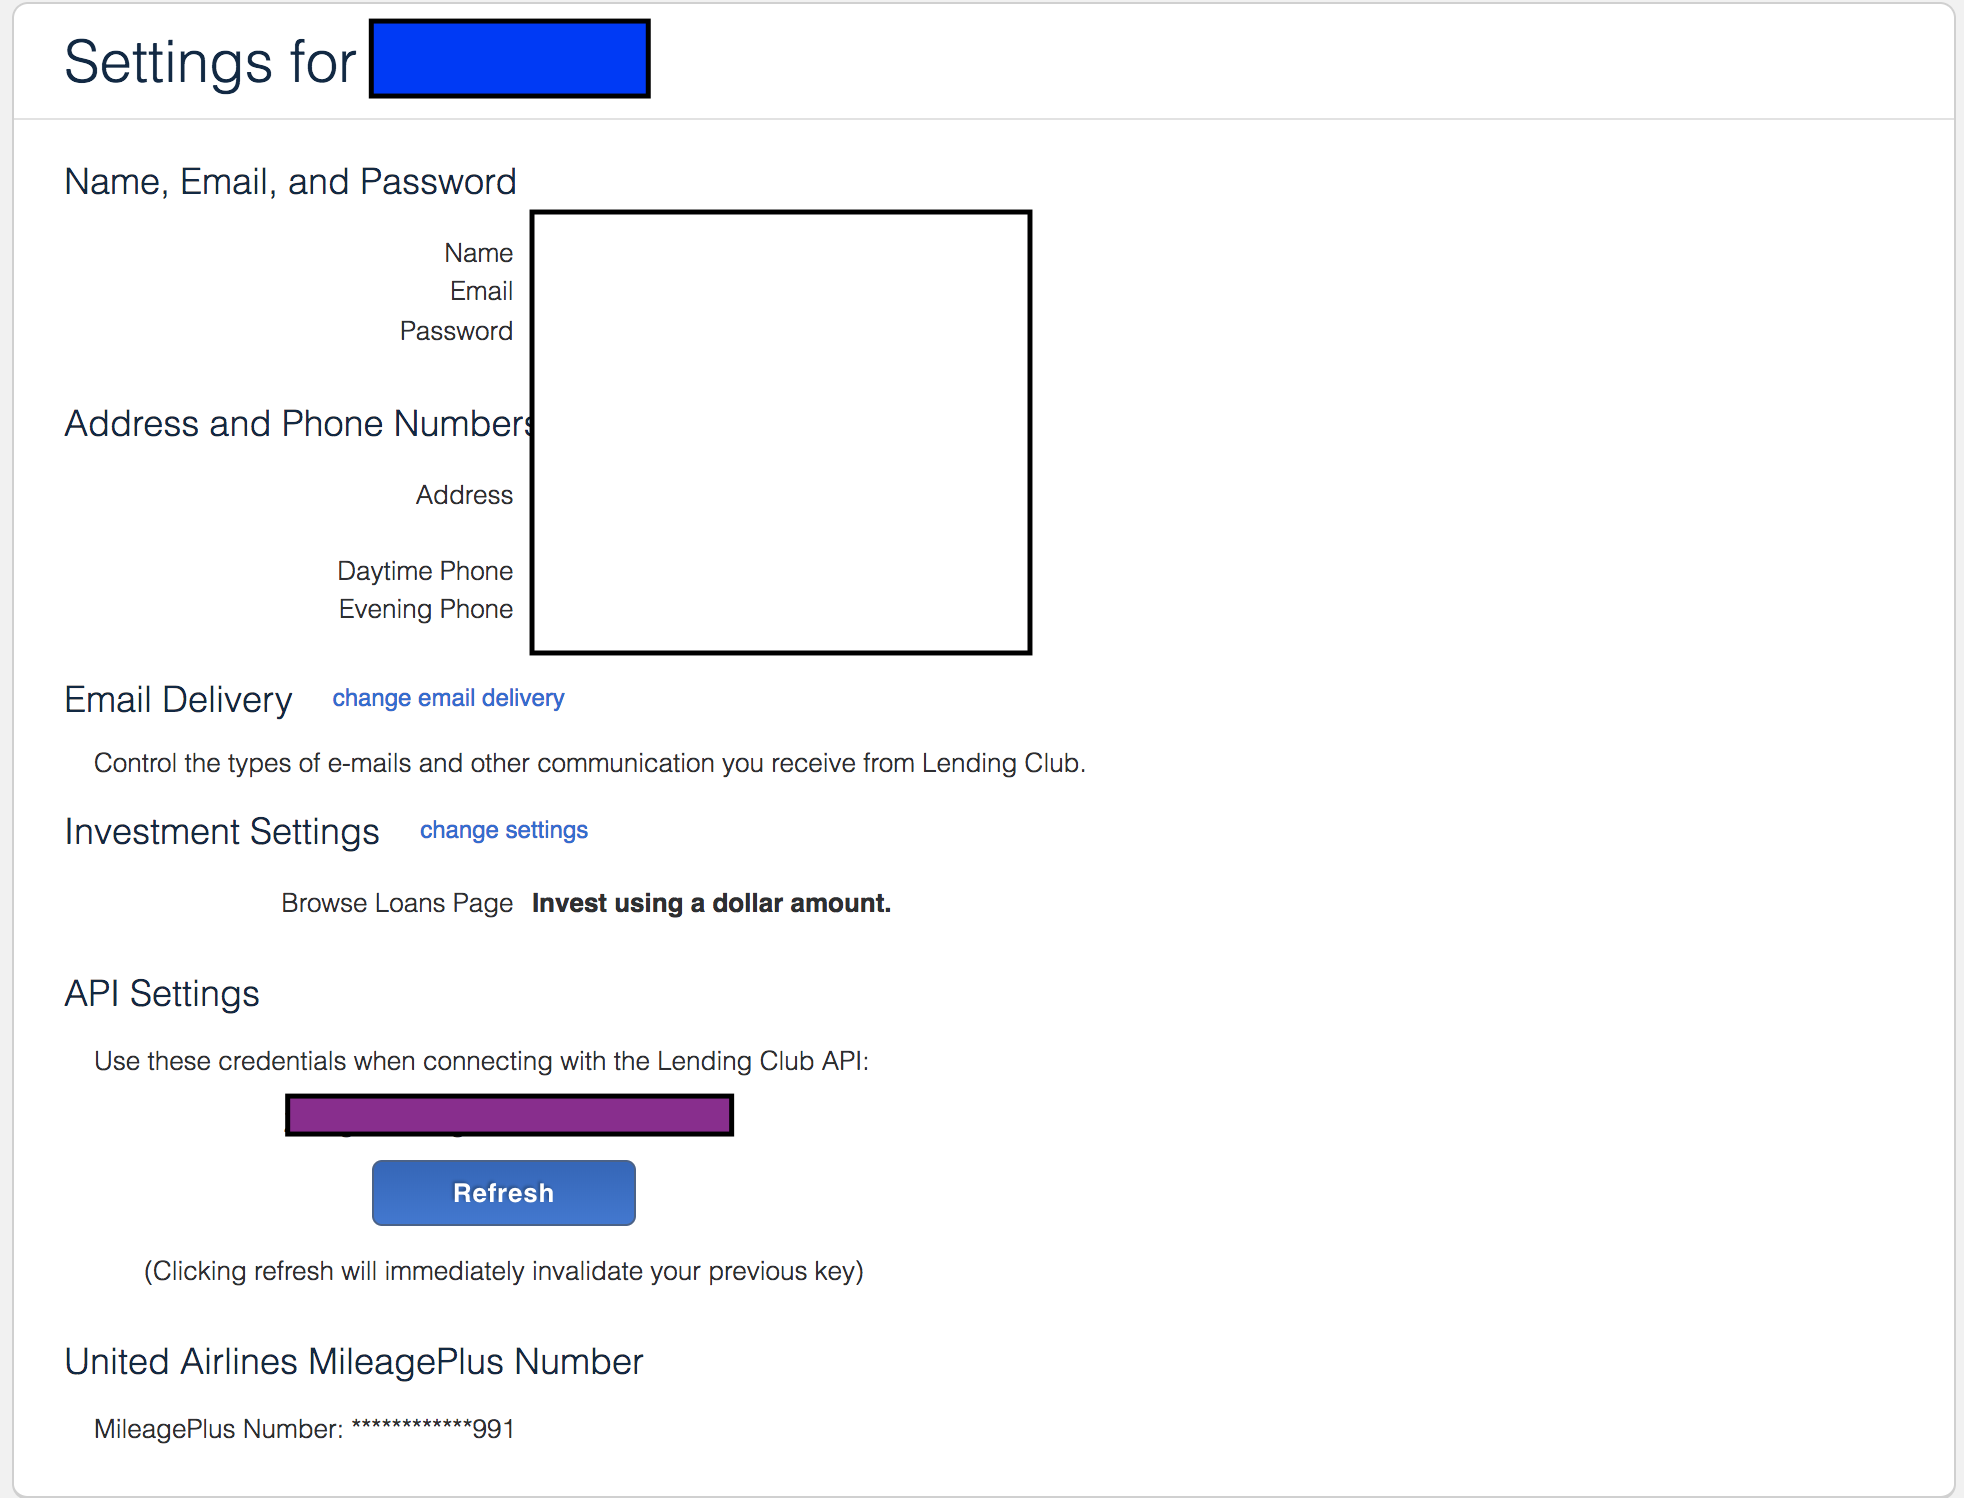 Settings for
Name, Email, and Password
Name
Email
Password
Address and Phone Numbers
Address
Daytime Phone
Evening Phone
Email Delivery change email delivery
Control the types of e-mails and other communication you receive from Lending Club.
Investment Settings change settings
Browse Loans Page Invest using a dollar amount.
API Settings
Use these credentials when connecting with the Lending Club API:
Refresh
(Clicking refresh will immediately invalidate your previous key)
United Airlines MileagePlus Number
MileagePlus Number: ************991